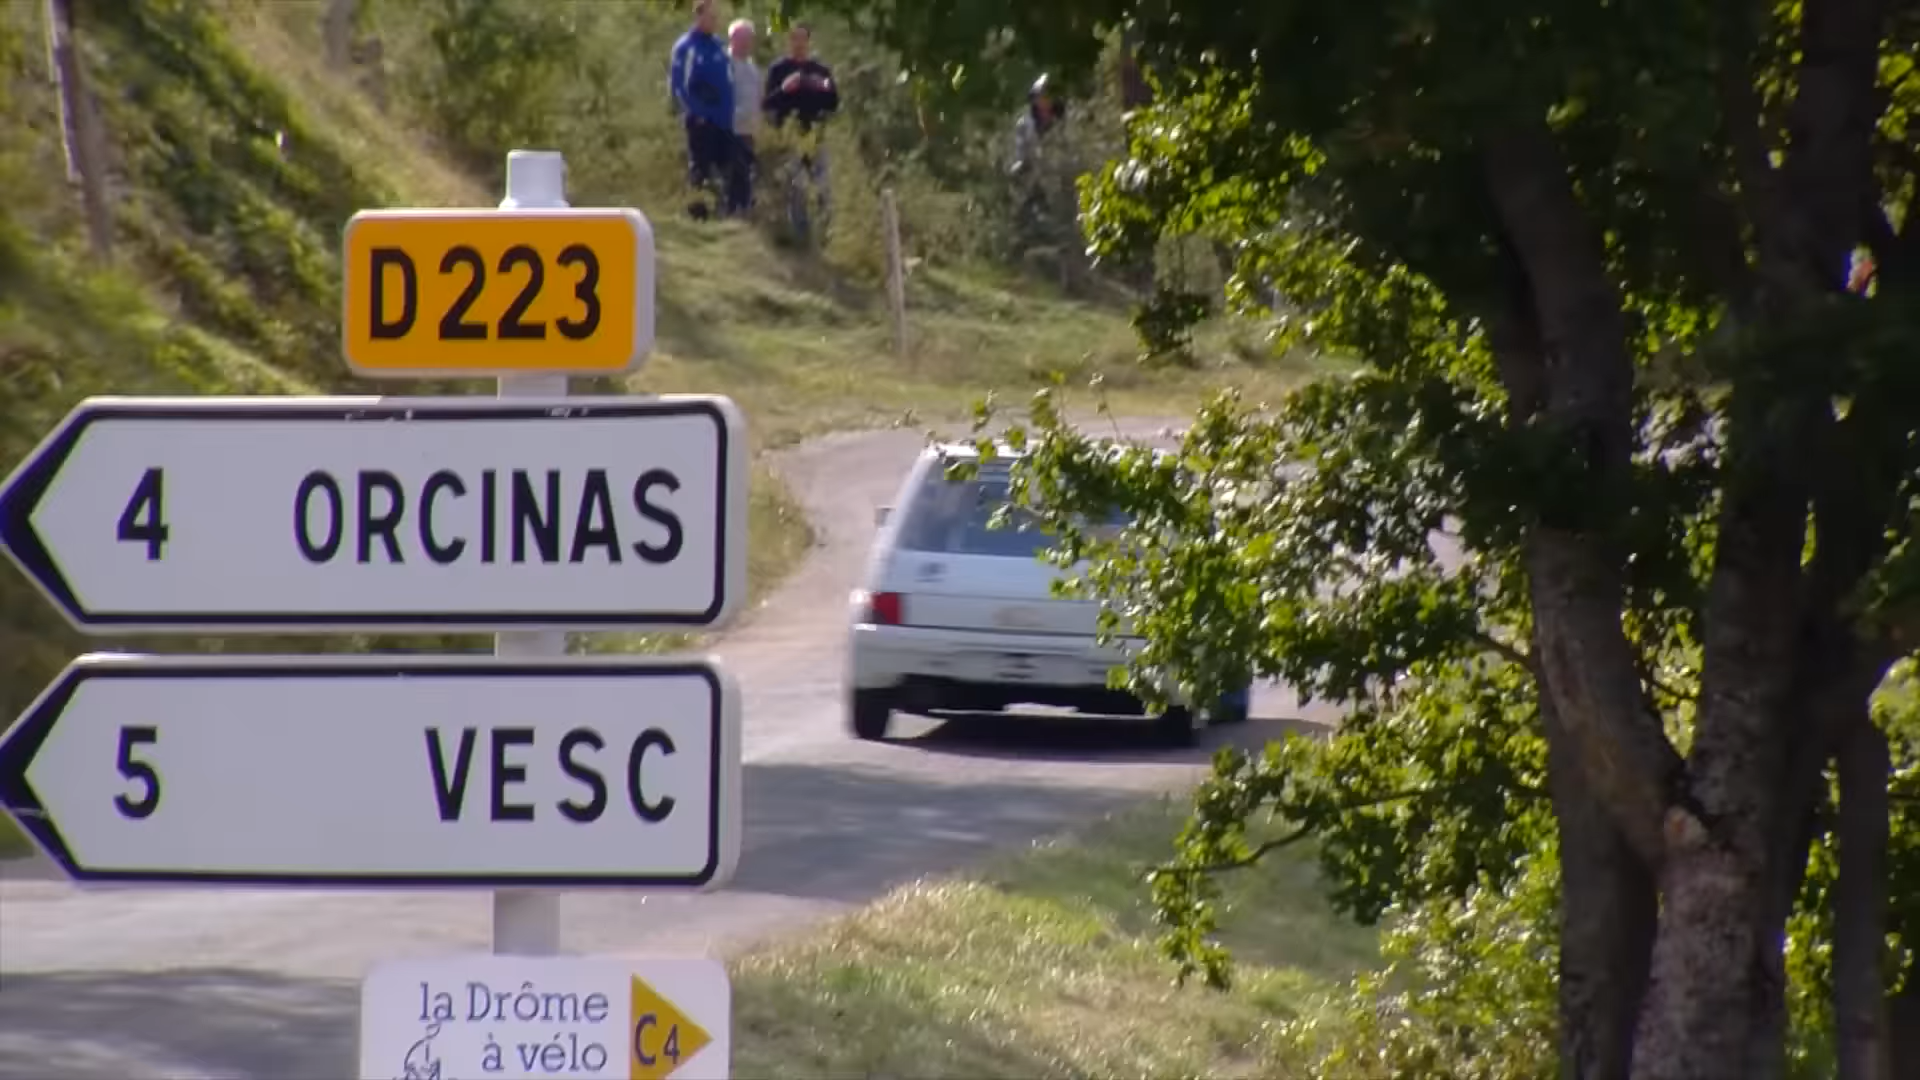 D223
4 ORCINAS
5 VESC
la Drôme
à vélo
C4